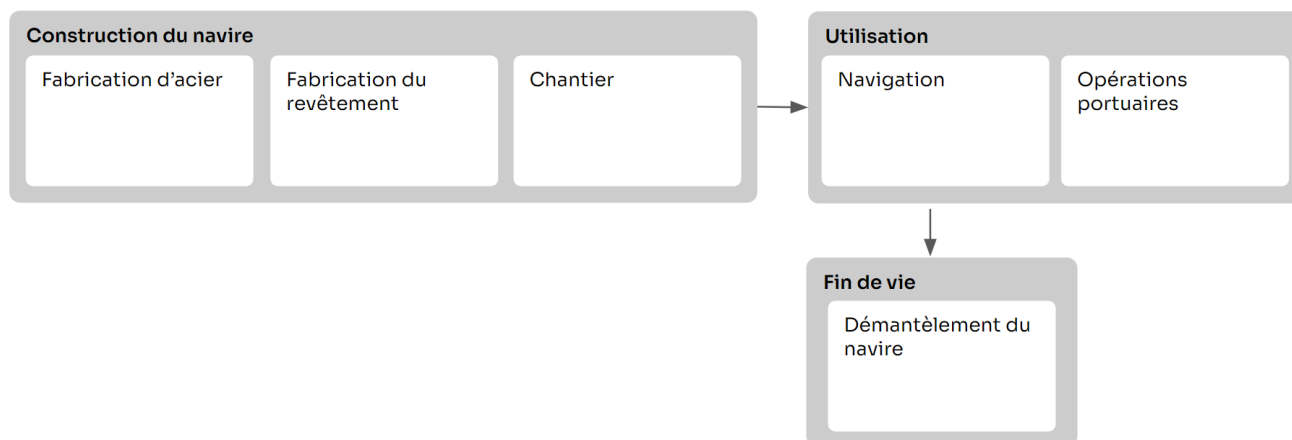 Construction du navire
Fabrication d’acier
Fabrication du
revêtement
Chantier
Utilisation
Navigation
Opérations
portuaires
Fin de vie
Démantèlement du
navire